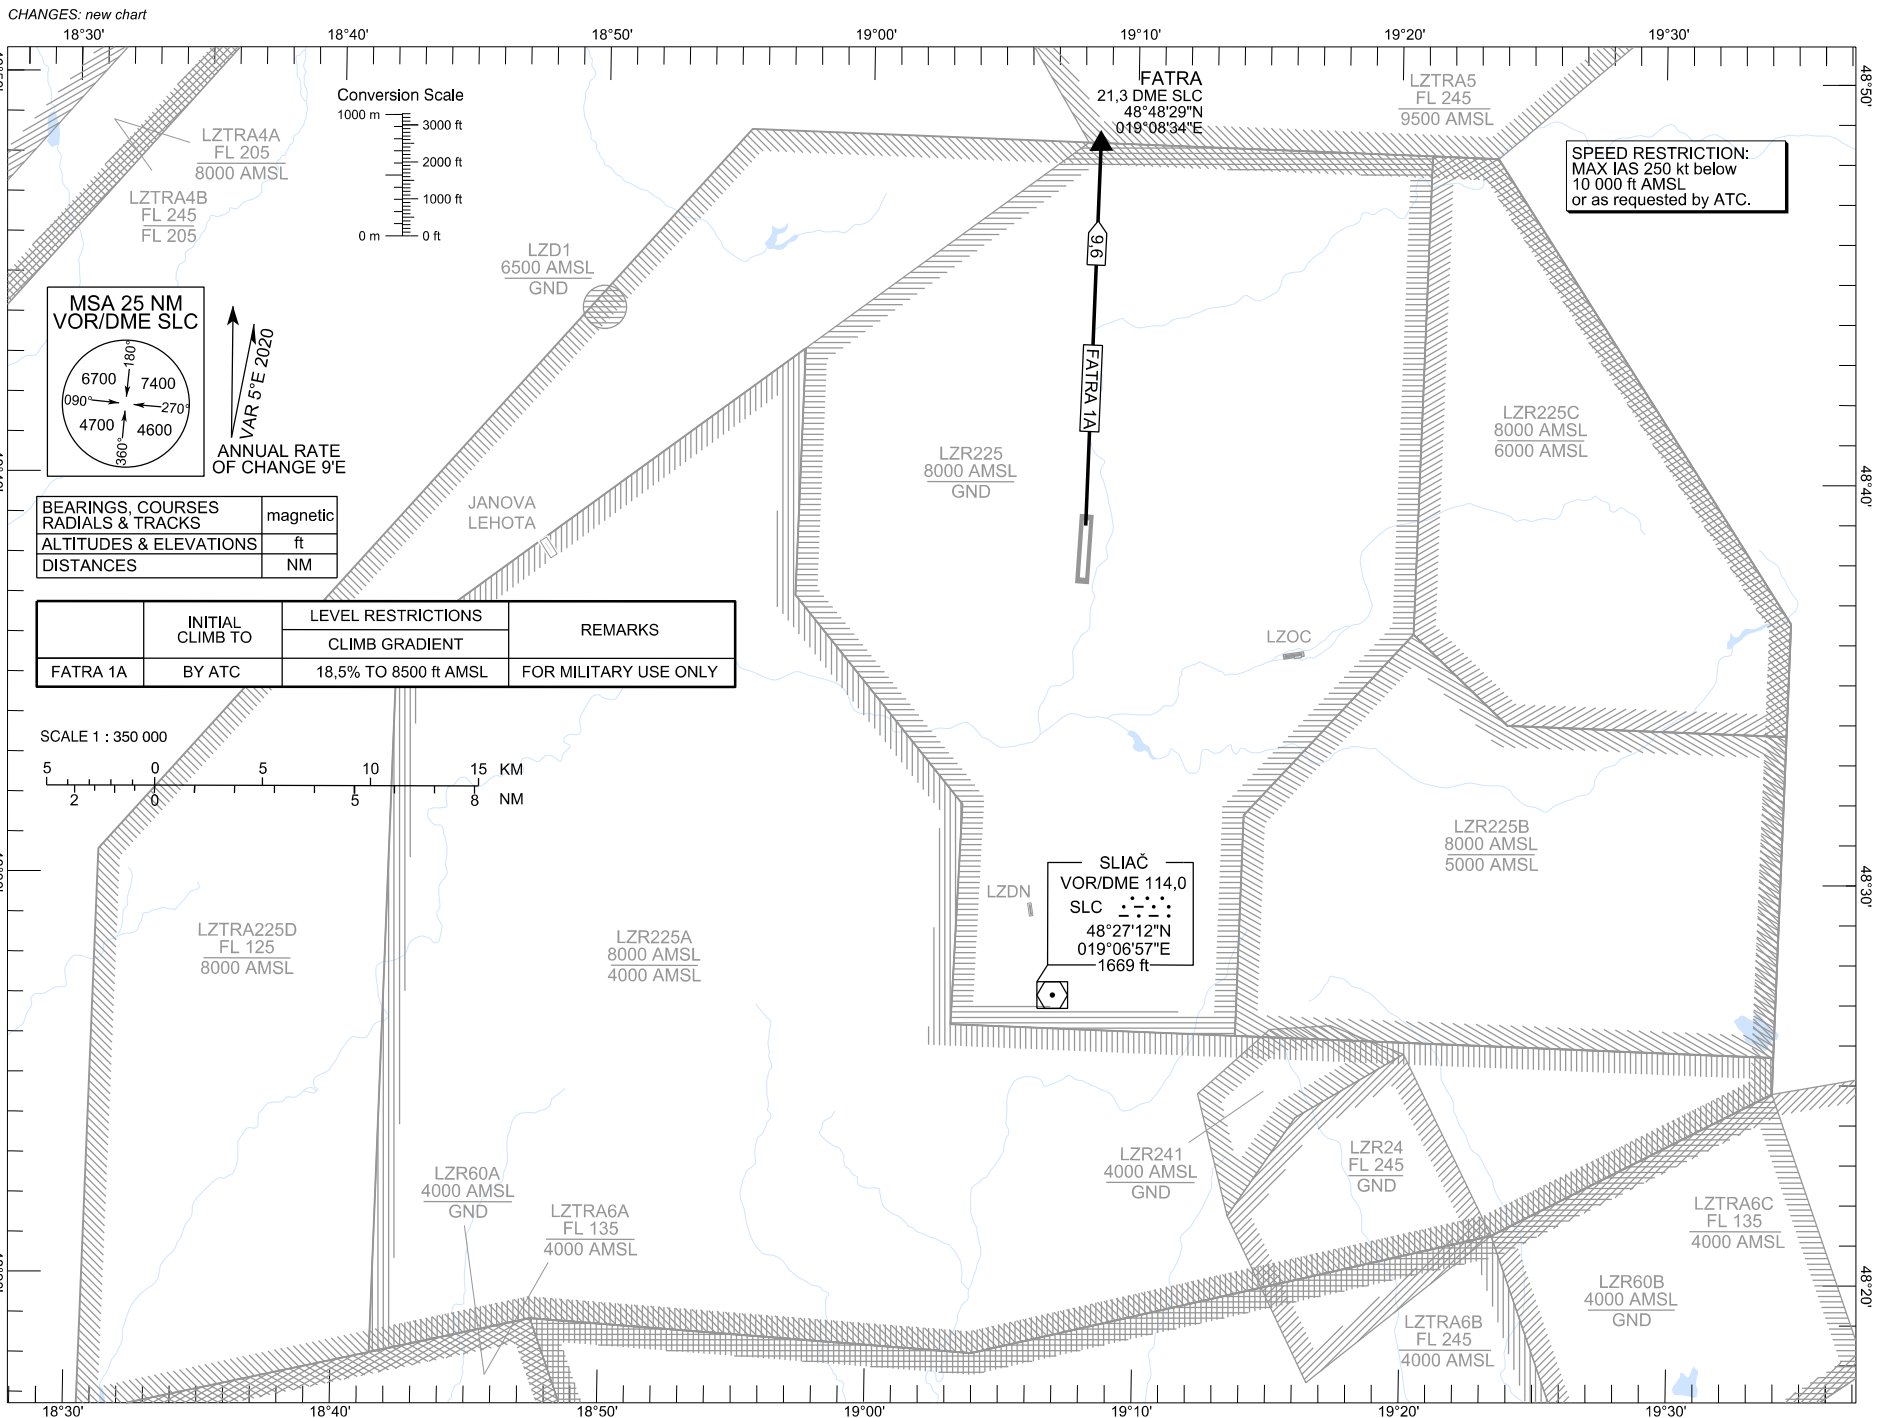 CHANGES: new chart
18°30'
18°40'
18°50'
19°00'
19°10'
19°20'
19°30'
48°50'
Conversion Scale
1000 m
3000 ft
2000 ft
1000 ft
0 m
0 ft
FATRA
21,3 DME SLC
48°48'29"N
019°08'34"E
LZTRA5
FL 245
9500 AMSL
LZTRA4A
FL 205
8000 AMSL
LZTRA4B
FL 245
FL 205
SPEED RESTRICTION:
MAX IAS 250 kt below
10 000 ft AMSL
or as requested by ATC.
LZD1
6500 AMSL
GND
9,6
FATRA 1A
MSA 25 NM
VOR/DME SLC
180°
6700
7400
090°
270°
4700
4600
360°
VAR 5°E 2020
ANNUAL RATE
OF CHANGE 9'E
LZR225
8000 AMSL
GND
LZR225C
8000 AMSL
6000 AMSL
48°40'
BEARINGS, COURSES
RADIALS & TRACKS
magnetic
ALTITUDES & ELEVATIONS
ft
DISTANCES
NM
JANOVA
LEHOTA
INITIAL
CLIMB TO
LEVEL RESTRICTIONS
CLIMB GRADIENT
REMARKS
FATRA 1A
BY ATC
18,5% TO 8500 ft AMSL
FOR MILITARY USE ONLY
LZOC
SCALE 1 : 350 000
5 0 5 10 15 KM
2 0 5 8 NM
LZR225B
8000 AMSL
5000 AMSL
SLIAČ
VOR/DME 114,0
SLC
48°27'12"N
019°06'57"E
1669 ft
LZDN
48°30'
LZTRA225D
FL 125
8000 AMSL
LZR225A
8000 AMSL
4000 AMSL
LZR241
4000 AMSL
GND
LZR24
FL 245
GND
LZR60A
4000 AMSL
GND
LZTRA6A
FL 135
4000 AMSL
LZTRA6C
FL 135
4000 AMSL
LZR60B
4000 AMSL
GND
LZTRA6B
FL 245
4000 AMSL
48°20'
18°30'
18°40'
18°50'
19°00'
19°10'
19°20'
19°30'